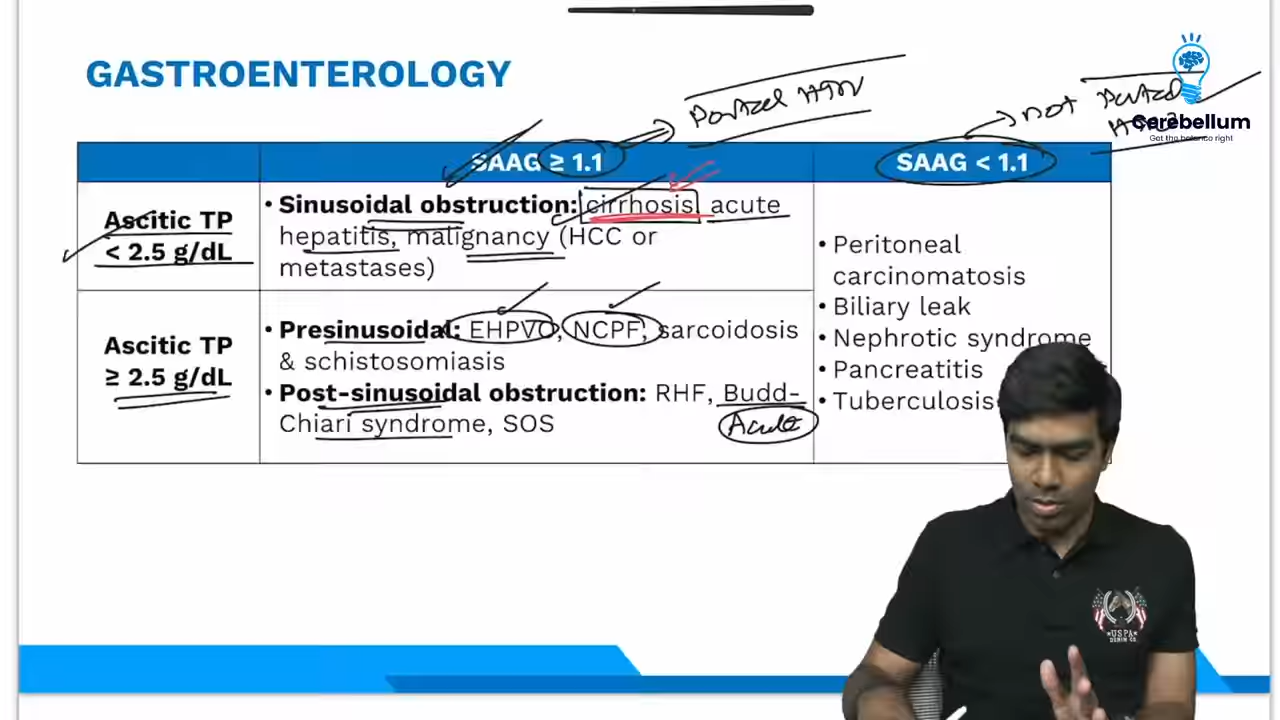 GASTROENTEROLOGY
Portal HTN
not Portal
HTN
Cerebellum
Get the balance right
SAAG ≥ 1.1
SAAG < 1.1
Ascitic TP
< 2.5 g/dL
• Sinusoidal obstruction: cirrhosis, acute
hepatitis, malignancy (HCC or
metastases)
Ascitic TP
≥ 2.5 g/dL
• Presinusoidal: EHPVO, NCPF, sarcoidosis
& schistosomiasis
• Post-sinusoidal obstruction: RHF, Budd-
Chiari syndrome, SOS
Acute
• Peritoneal
carcinomatosis
• Biliary leak
• Nephrotic syndrome
• Pancreatitis
• Tuberculosis
USPA
DENIM CO.